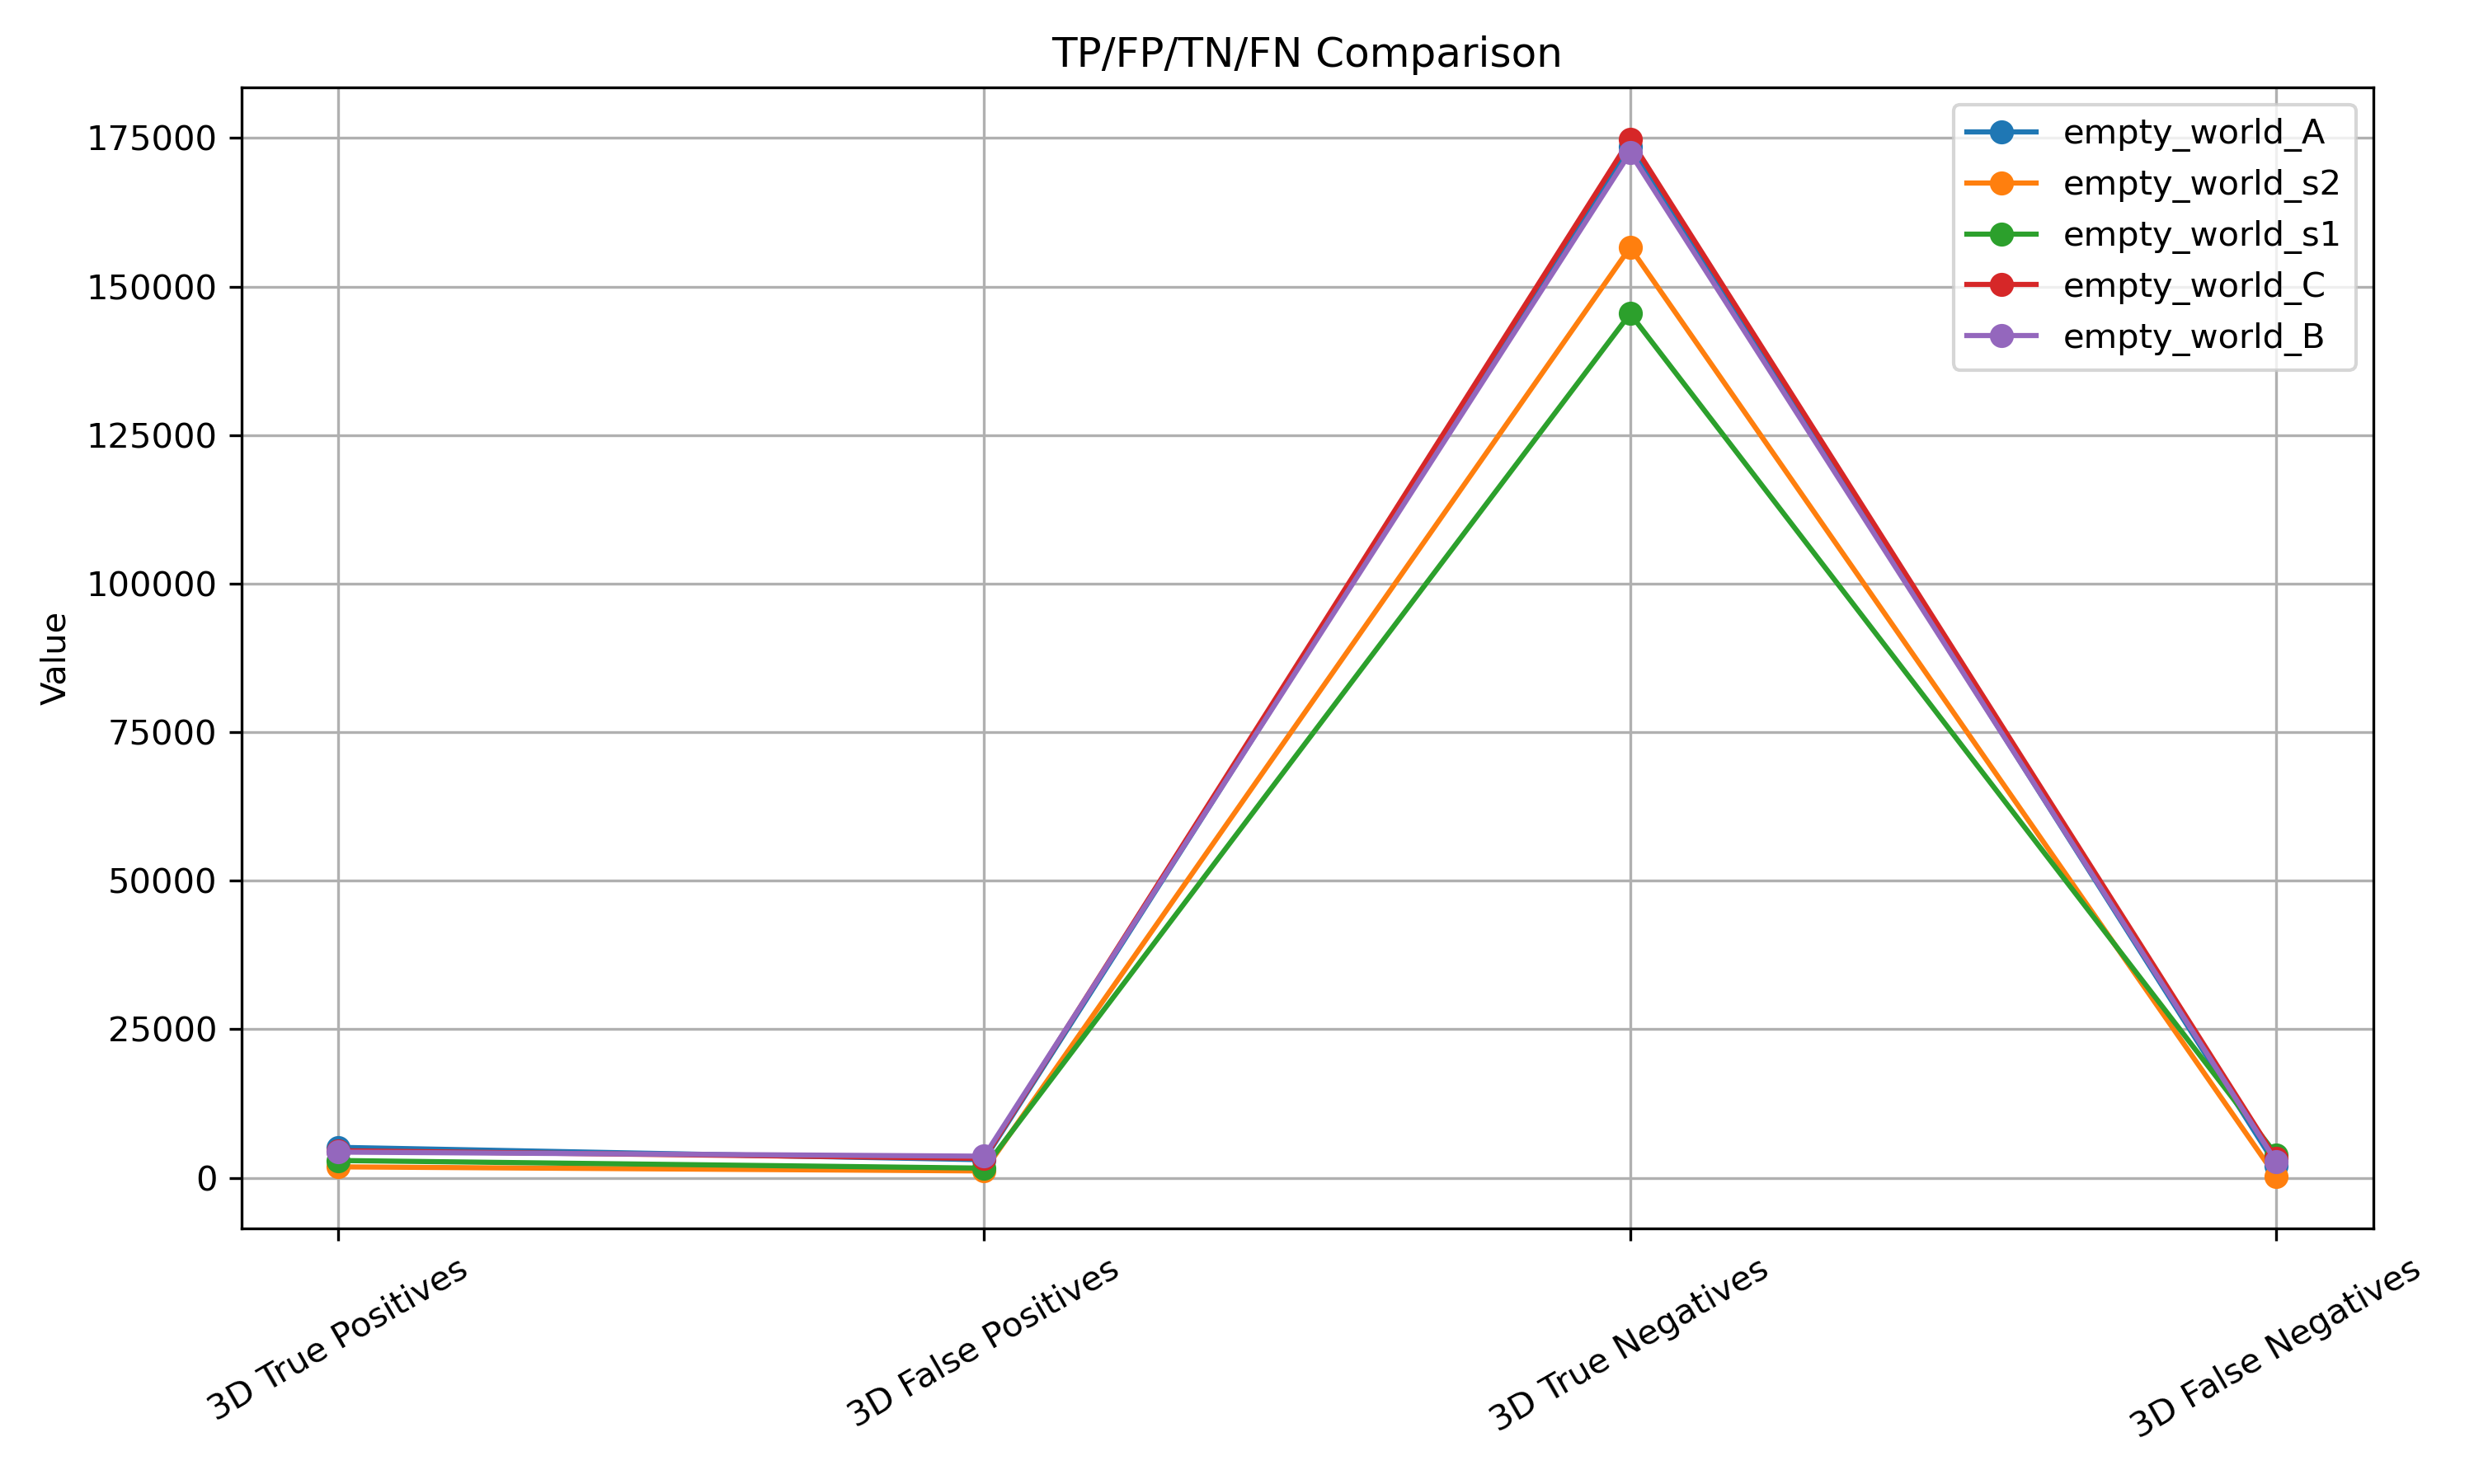 TP/FP/TN/FN Comparison
175000
150000
125000
100000
75000
50000
25000
0
Value
empty_world_A
empty_world_s2
empty_world_s1
empty_world_C
empty_world_B
3D True Positives
3D False Positives
3D True Negatives
3D False Negatives